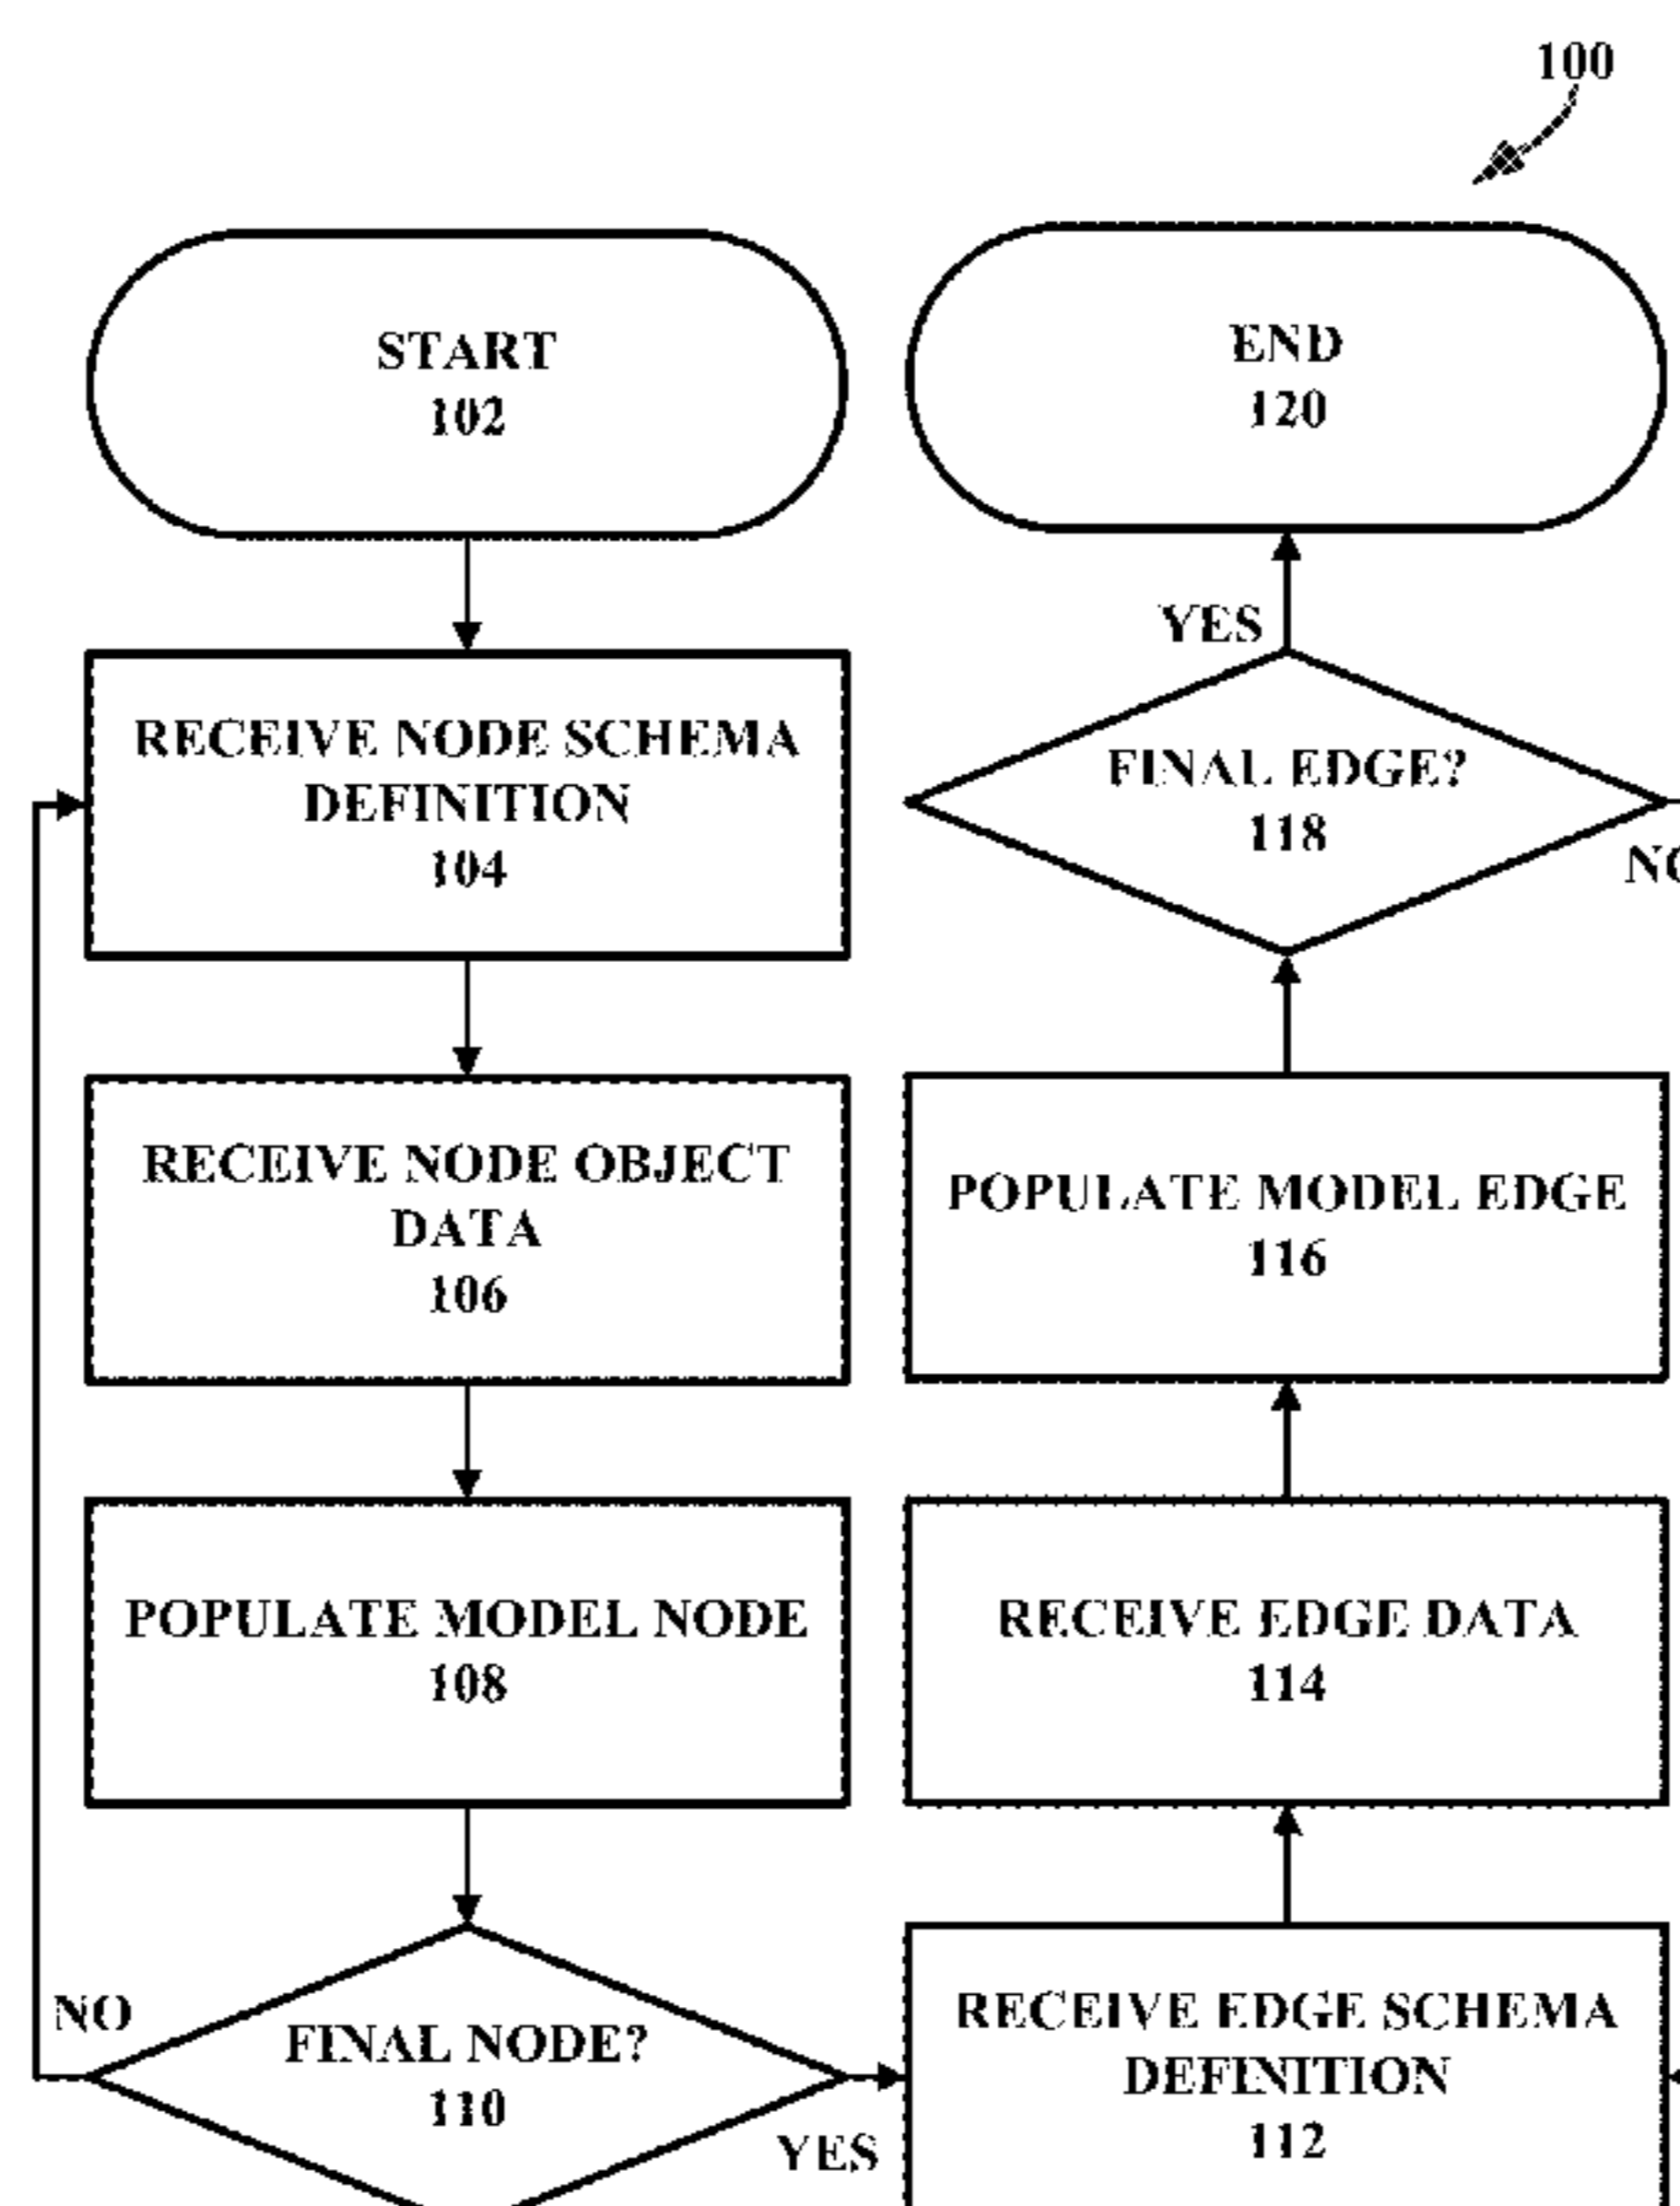 100
START
102
RECEIVE NODE SCHEMA
DEFINITION
104
RECEIVE NODE OBJECT
DATA
106
POPULATE MODEL NODE
108
NO
FINAL NODE?
110
YES
RECEIVE EDGE SCHEMA
DEFINITION
112
RECEIVE EDGE DATA
114
POPULATE MODEL EDGE
116
FINAL EDGE?
118
YES
END
120